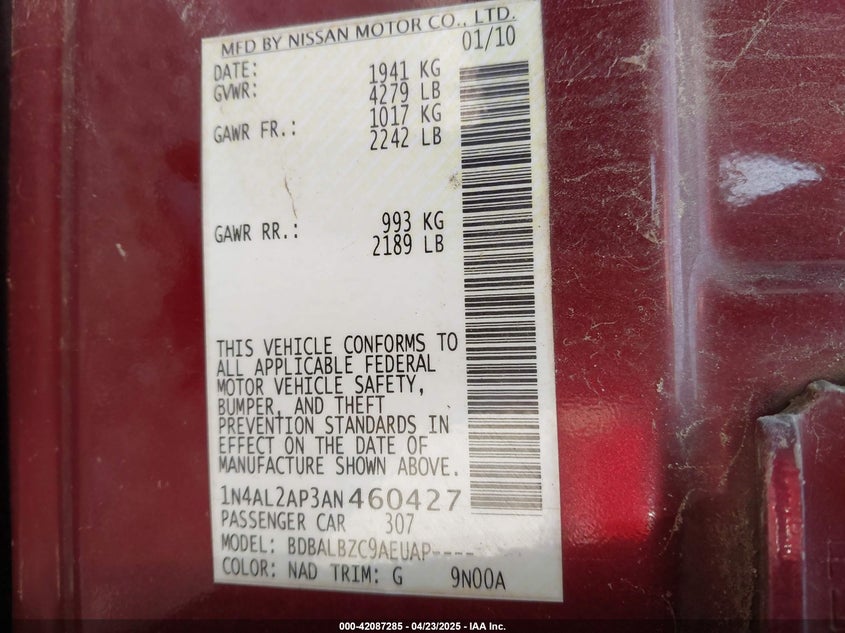 MFD BY NISSAN MOTOR CO., LTD.
DATE: 01/10
GVWR: 1941 KG
4279 LB
GAWR FR.: 1017 KG
2242 LB
GAWR RR.: 993 KG
2189 LB
THIS VEHICLE CONFORMS TO
ALL APPLICABLE FEDERAL
MOTOR VEHICLE SAFETY,
BUMPER, AND THEFT
PREVENTION STANDARDS IN
EFFECT ON THE DATE OF
MANUFACTURE SHOWN ABOVE.
1N4AL2AP3AN460427
PASSENGER CAR 307
MODEL: BDBALBZC9AEUAP----
COLOR: NAD TRIM: G 9N00A
000-42087285 - 04/23/2025 - IAA Inc.